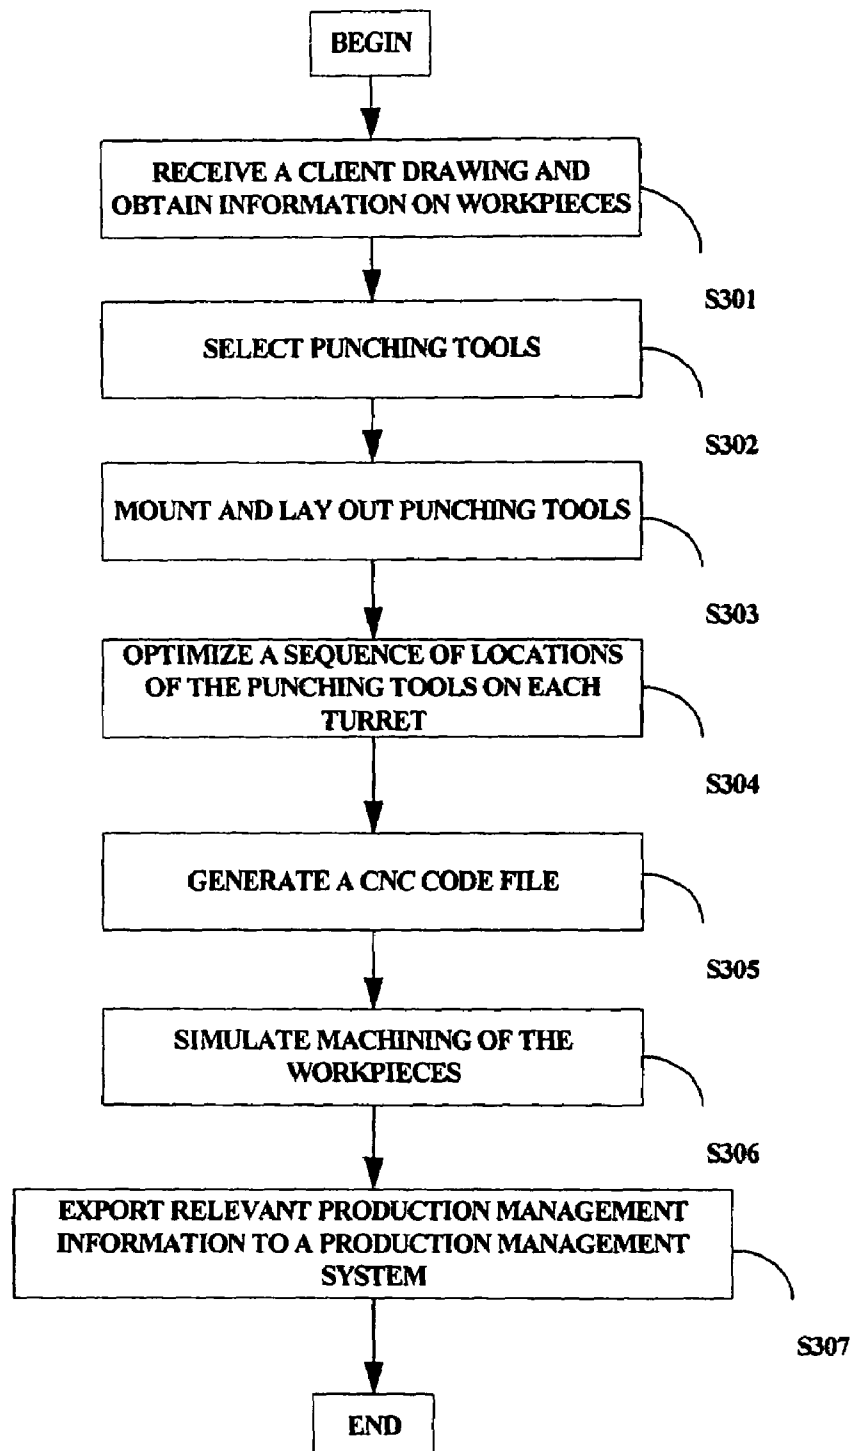 BEGIN
RECEIVE A CLIENT DRAWING AND
OBTAIN INFORMATION ON WORKPIECES
S301
SELECT PUNCHING TOOLS
S302
MOUNT AND LAY OUT PUNCHING TOOLS
S303
OPTIMIZE A SEQUENCE OF LOCATIONS
OF THE PUNCHING TOOLS ON EACH
TURRET
S304
GENERATE A CNC CODE FILE
S305
SIMULATE MACHINING OF THE
WORKPIECES
S306
EXPORT RELEVANT PRODUCTION MANAGEMENT
INFORMATION TO A PRODUCTION MANAGEMENT
SYSTEM
S307
END